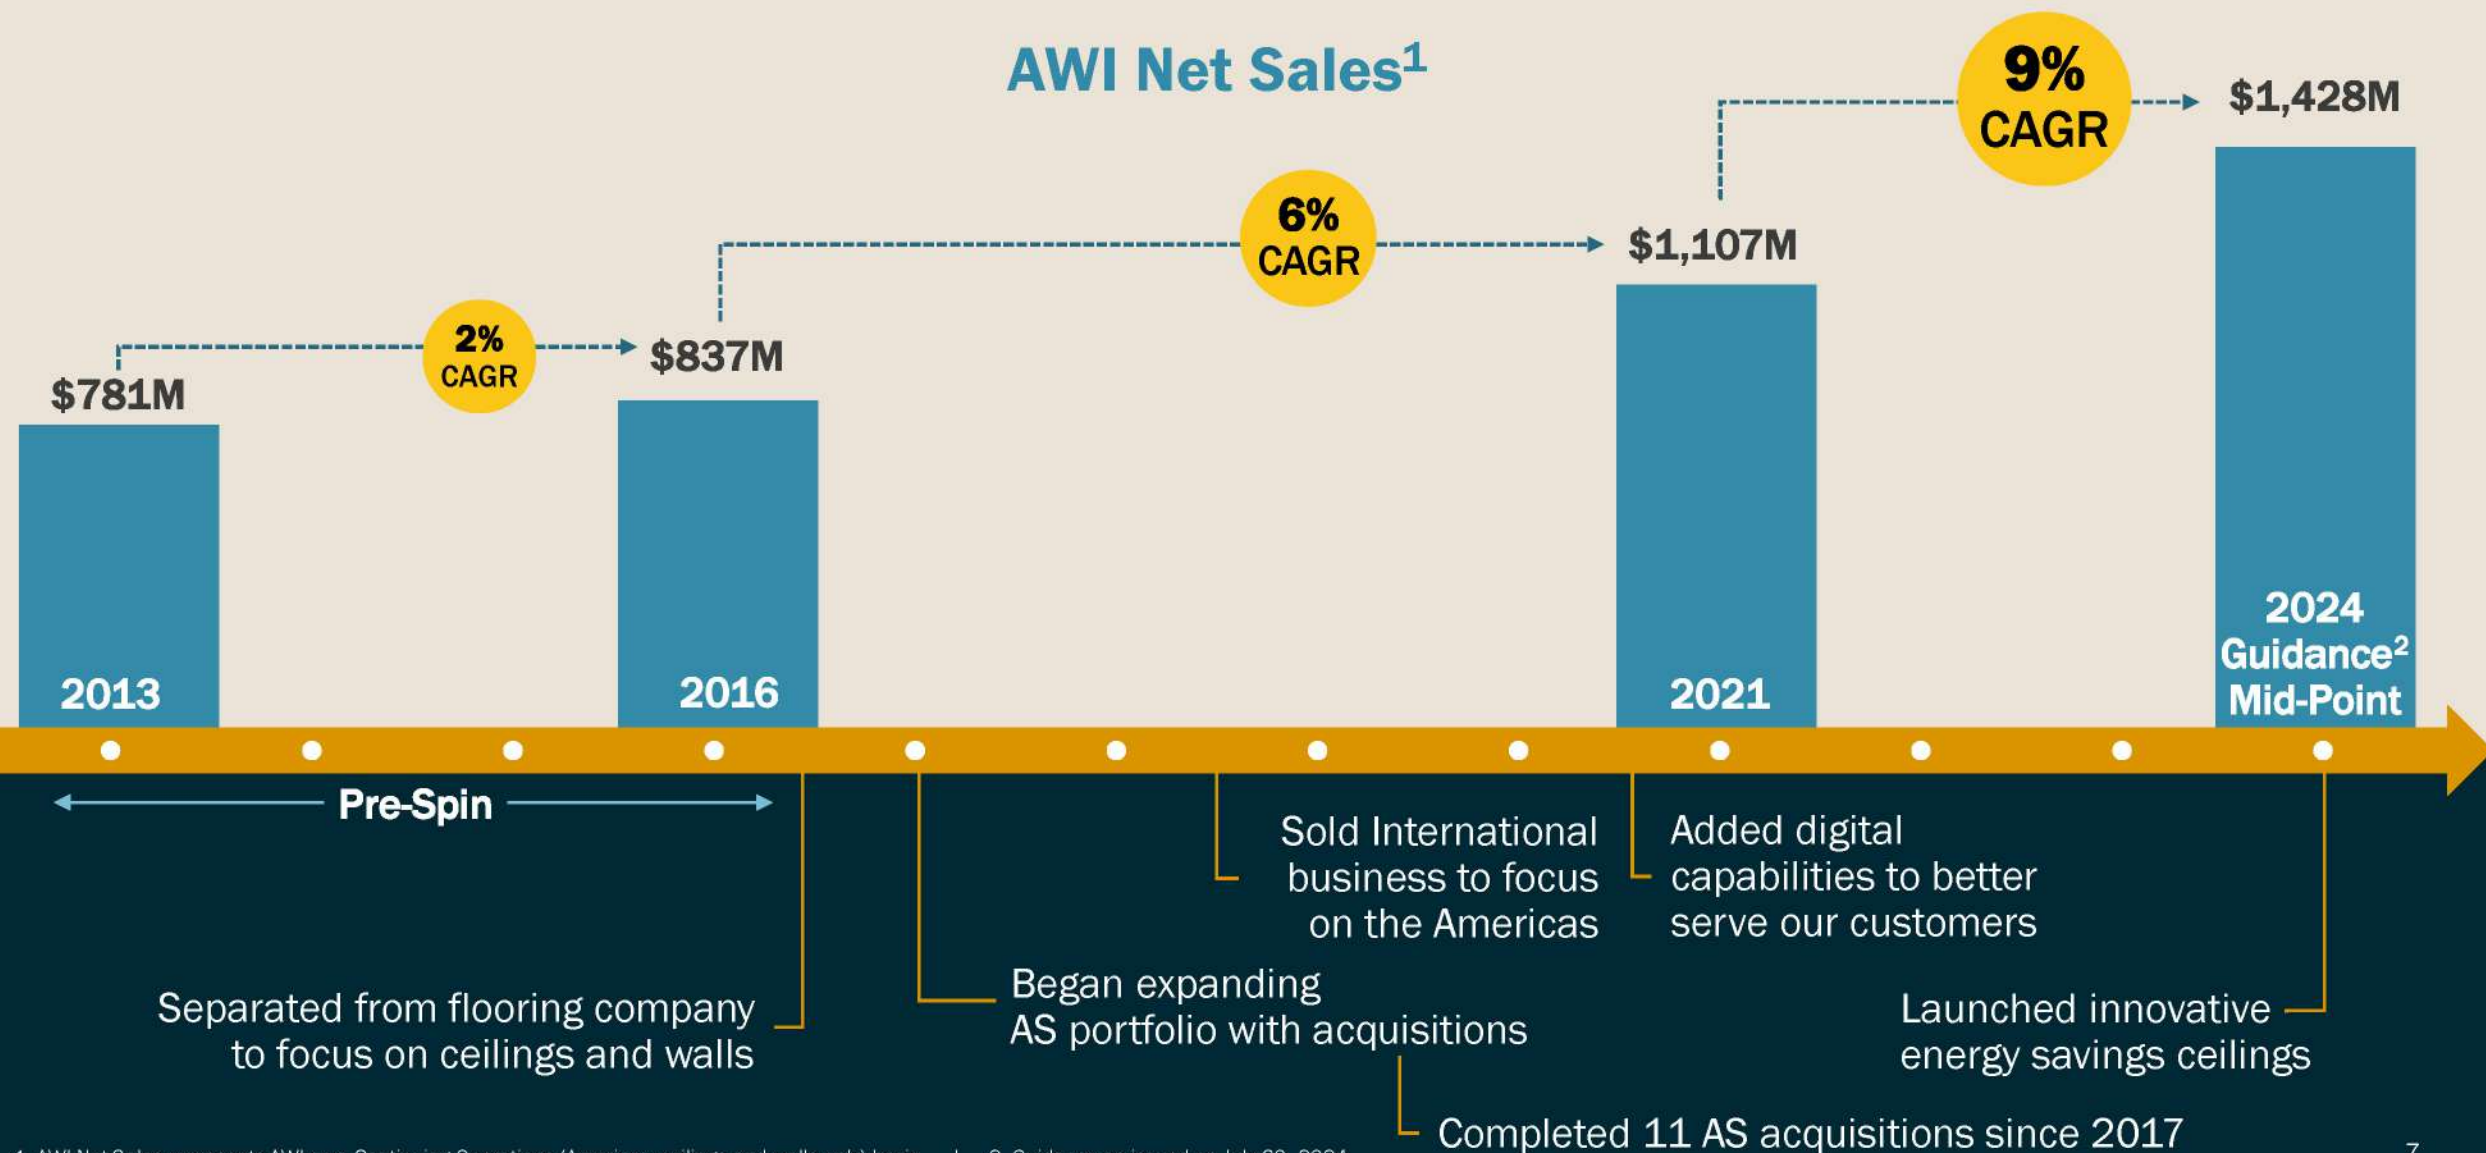 AWI Net Sales¹
9%
CAGR
$1,428M
6%
CAGR
$1,107M
2%
CAGR
$837M
$781M
2013
2016
2021
2024
Guidance²
Mid-Point
Pre-Spin
Sold International
business to focus
on the Americas
Added digital
capabilities to better
serve our customers
Separated from flooring company
to focus on ceilings and walls
Began expanding
AS portfolio with acquisitions
Launched innovative
energy savings ceilings
Completed 11 AS acquisitions since 2017